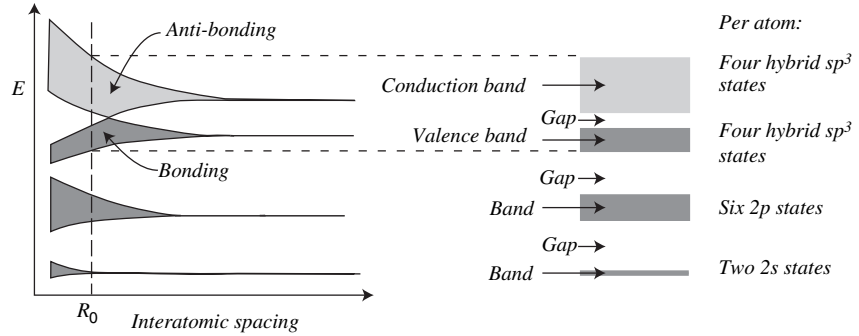 Per atom:
Anti-bonding
E
Four hybrid sp³
states
Conduction band
Gap
Valence band
Four hybrid sp³
states
Bonding
Gap
Band
Six 2p states
Gap
Band
Two 2s states
R₀
Interatomic spacing